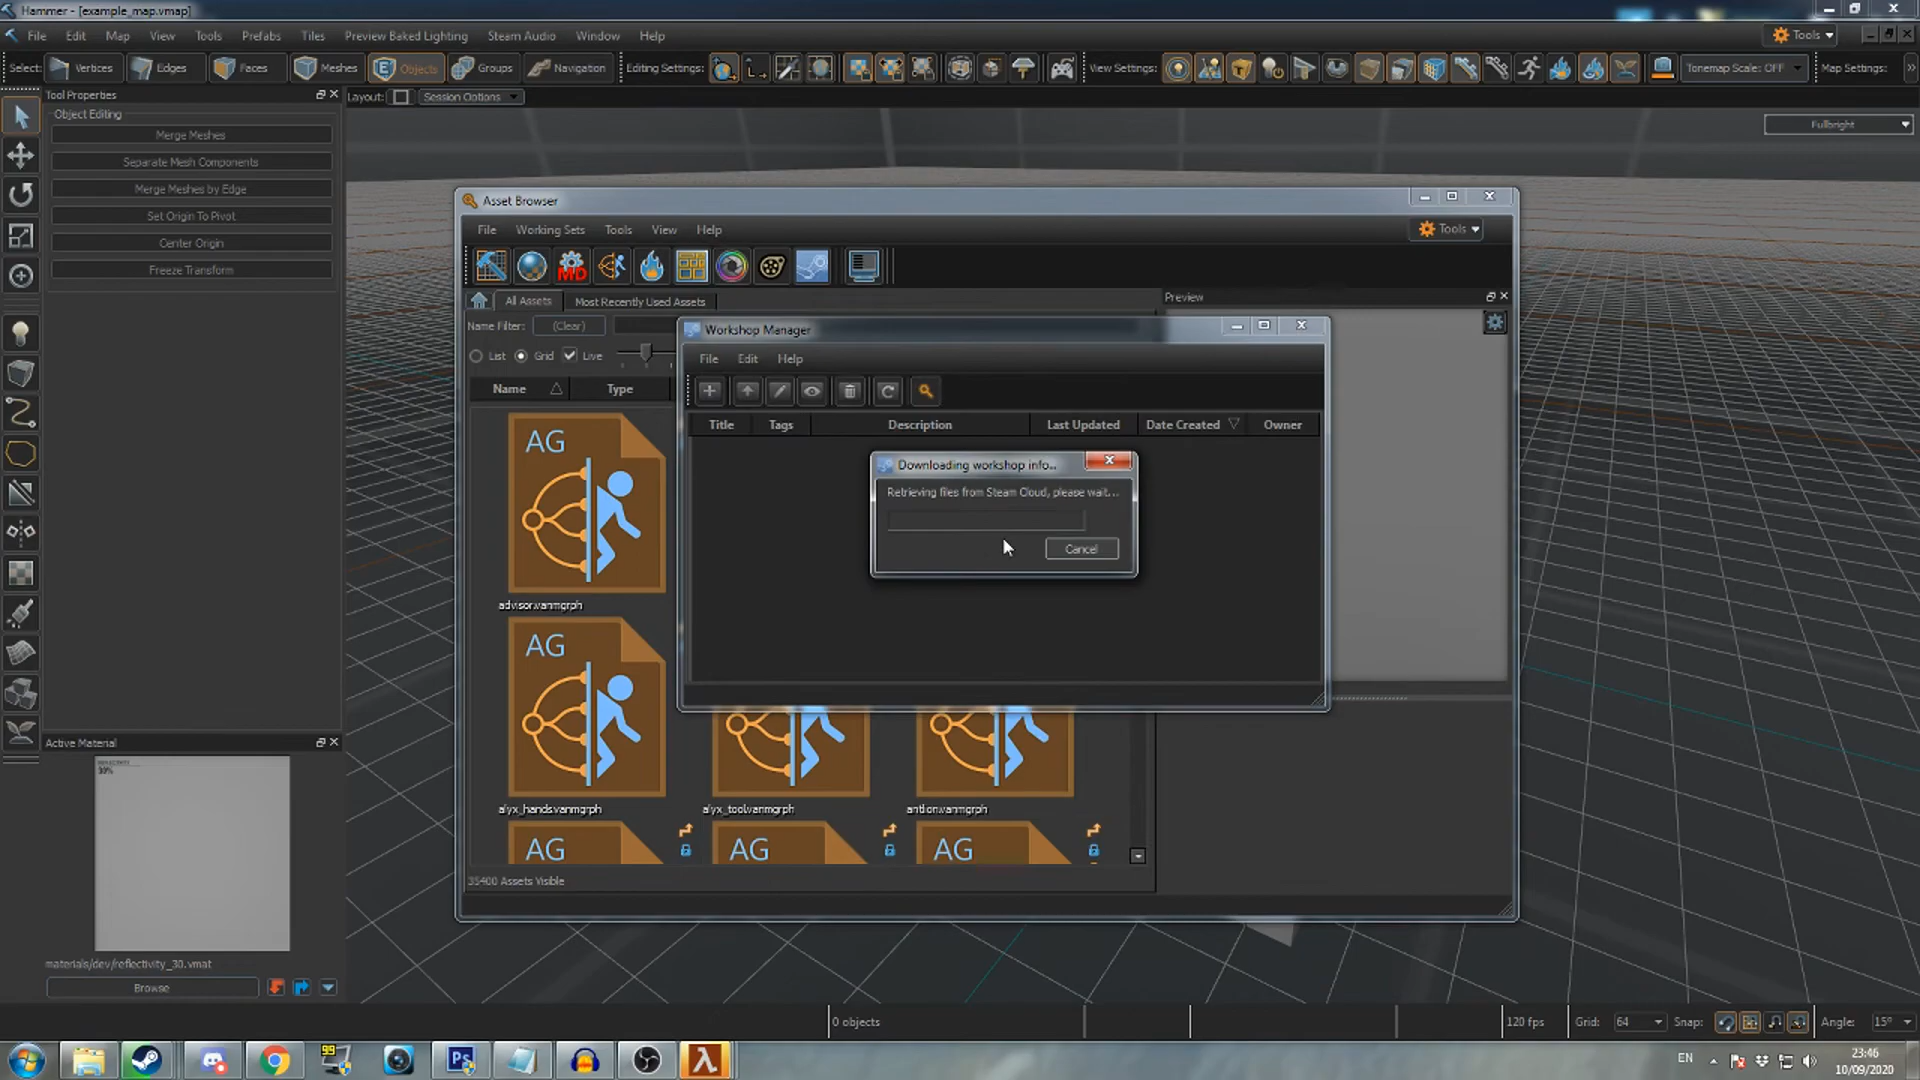 Hammer - [example_map.vmap]
File Edit Map View Tools Prefabs Tiles Preview Baked Lighting Steam Audio Window Help
Tools
Select: Vertices Edges Faces Meshes Objects Groups Navigation Editing Settings: View Settings: Tonemap Scale: OFF Map Settings:
Tool Properties
Layout: Session Options
Object Editing
Merge Meshes
Separate Mesh Components
Merge Meshes by Edge
Set Origin To Pivot
Center Origin
Freeze Transform
Fullbright
Asset Browser
File Working Sets Tools View Help
Tools
MD
All Assets Most Recently Used Assets
Preview
Name Filter: (Clear)
List Grid Live
Name Type
AG
advisor.vanmgrph
AG
alyx_hands.vanmgrph alyx_tool.vanmgrph antlion.vanmgrph
AG AG AG
35400 Assets Visible
Workshop Manager
File Edit Help
Title Tags Description Last Updated Date Created Owner
Downloading workshop info...
Retrieving files from Steam Cloud, please wait...
Cancel
Active Material
30%
materials/dev/reflectivity_30.vmat
Browse
0 objects
120 fps Grid: 64 Snap: Angle: 15°
99
Ps
EN
23:46
10/09/2020